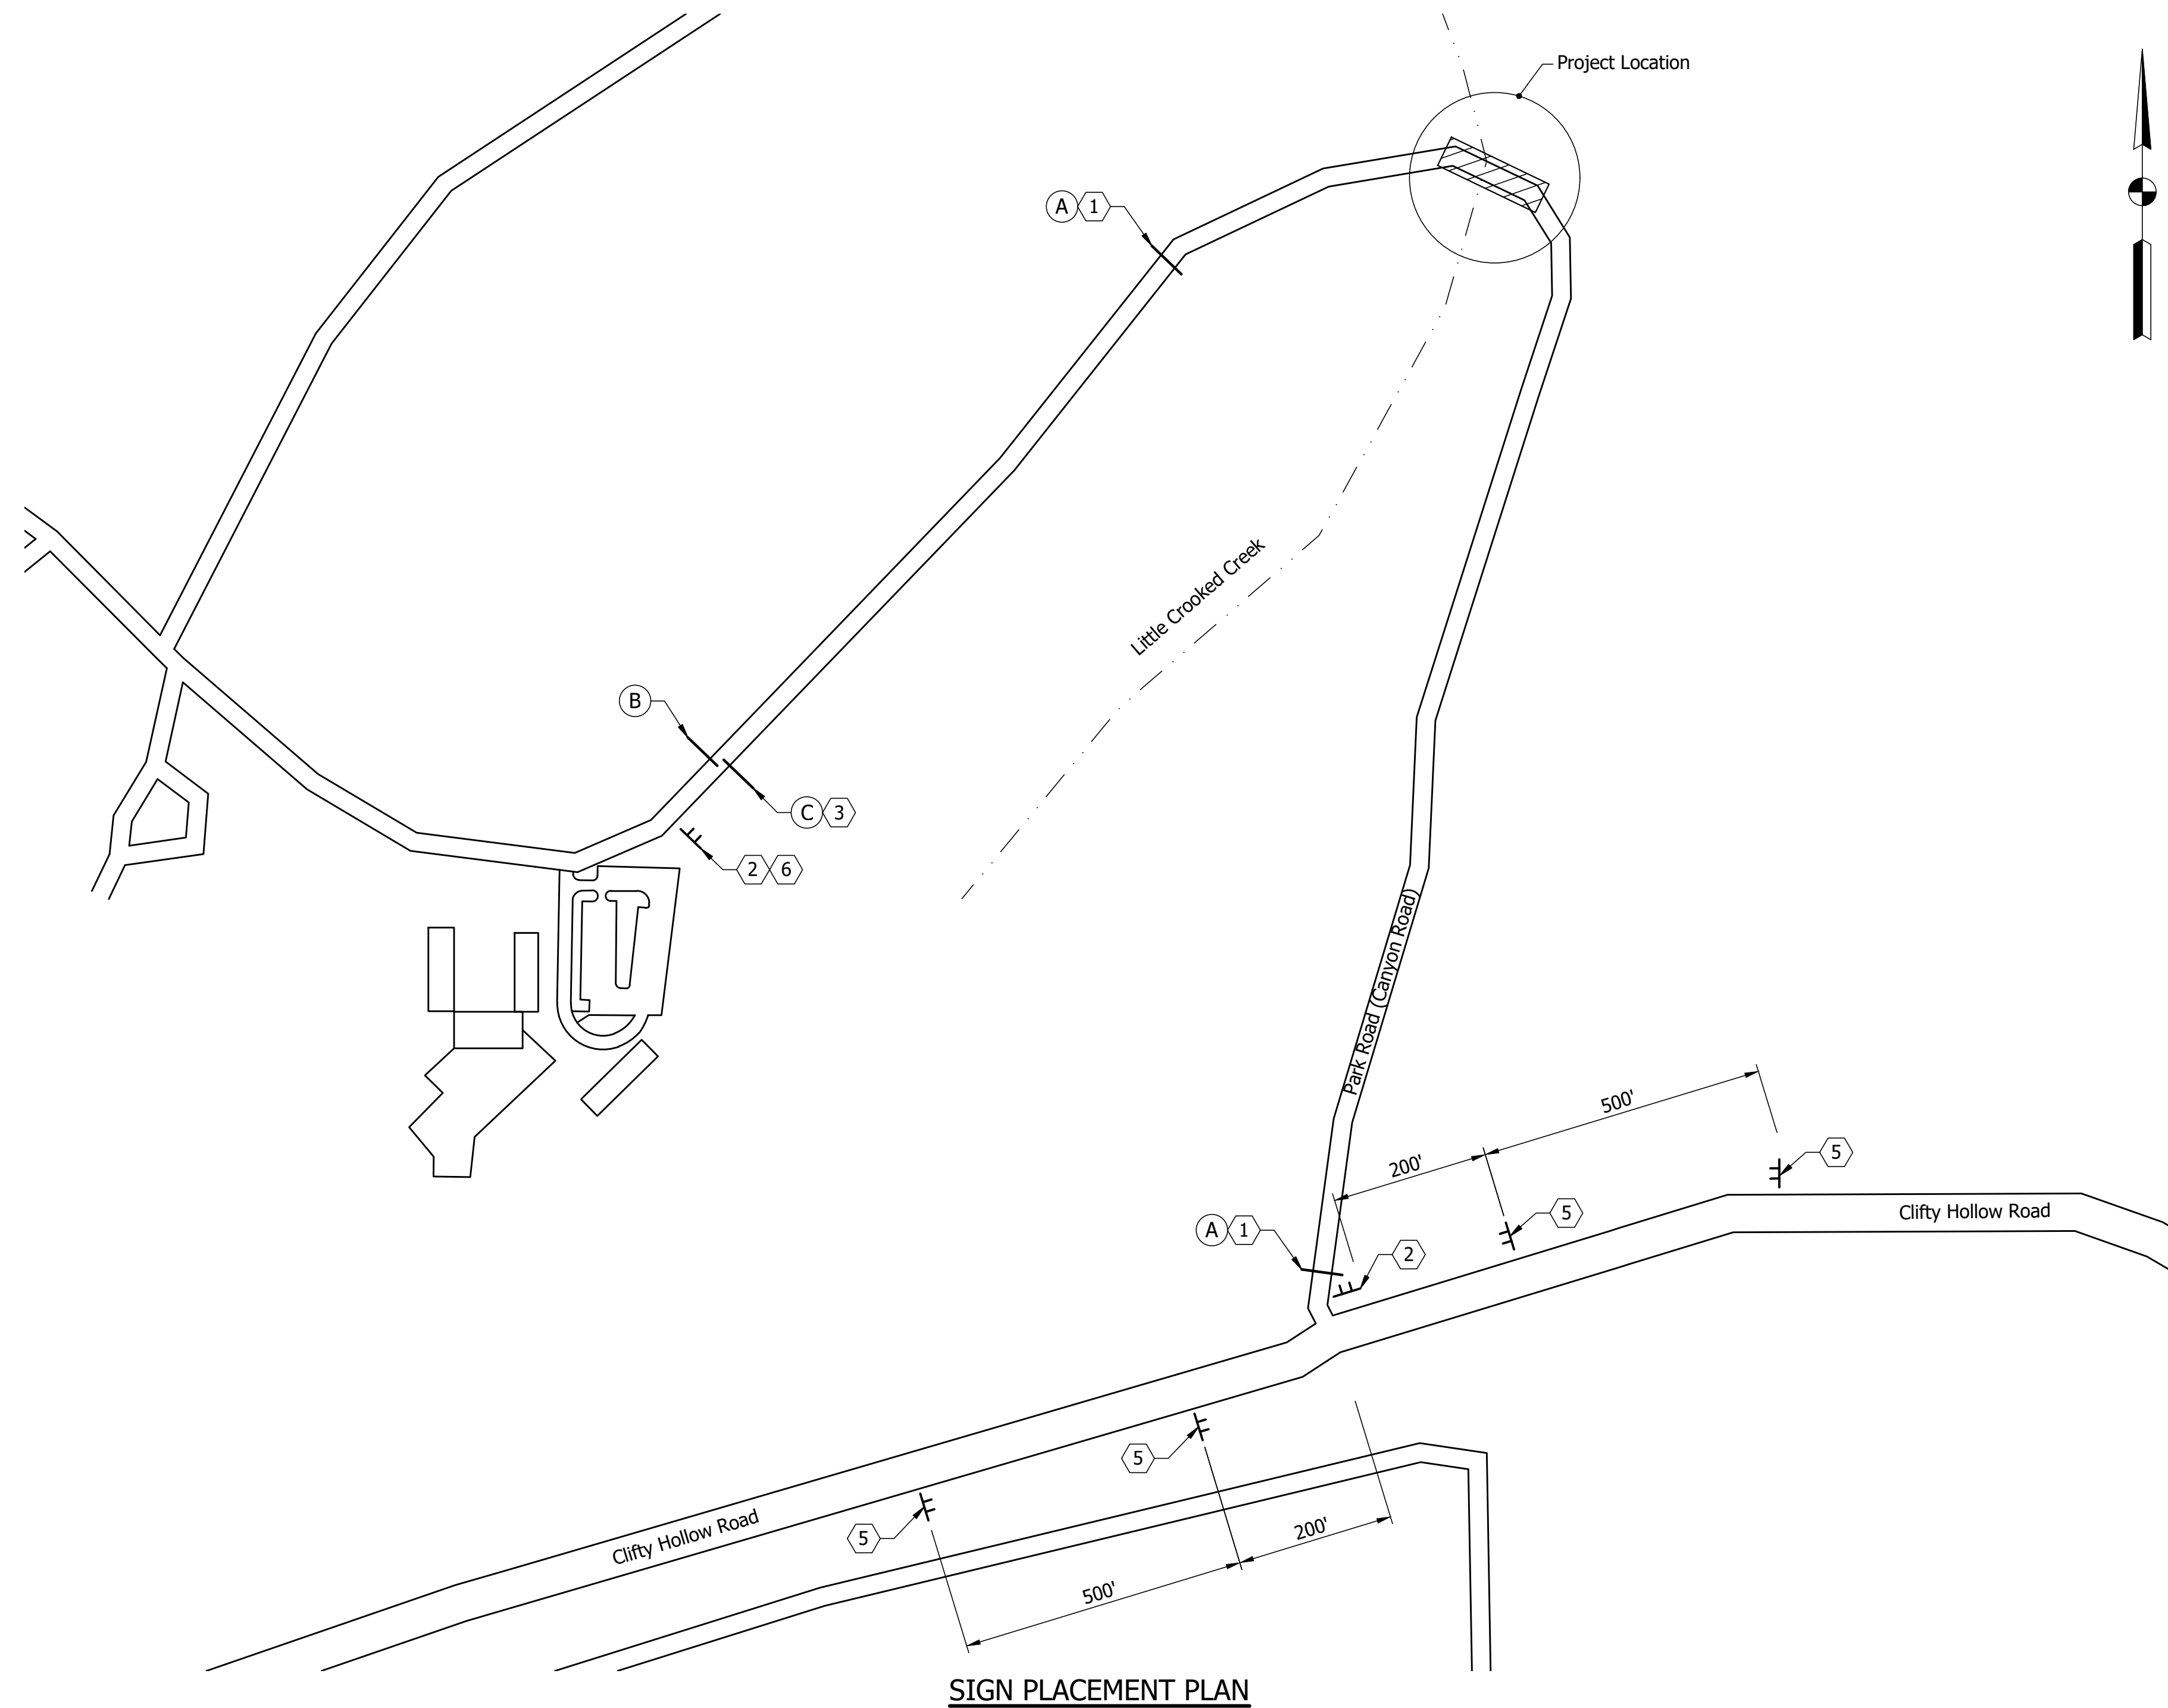 Project Location
A 1
Little Crooked Creek
B
C 3
2 6
Park Road (Canyon Road)
500'
200'
5
5
Clifty Hollow Road
A 1
2
5
5
200'
500'
Clifty Hollow Road
SIGN PLACEMENT PLAN